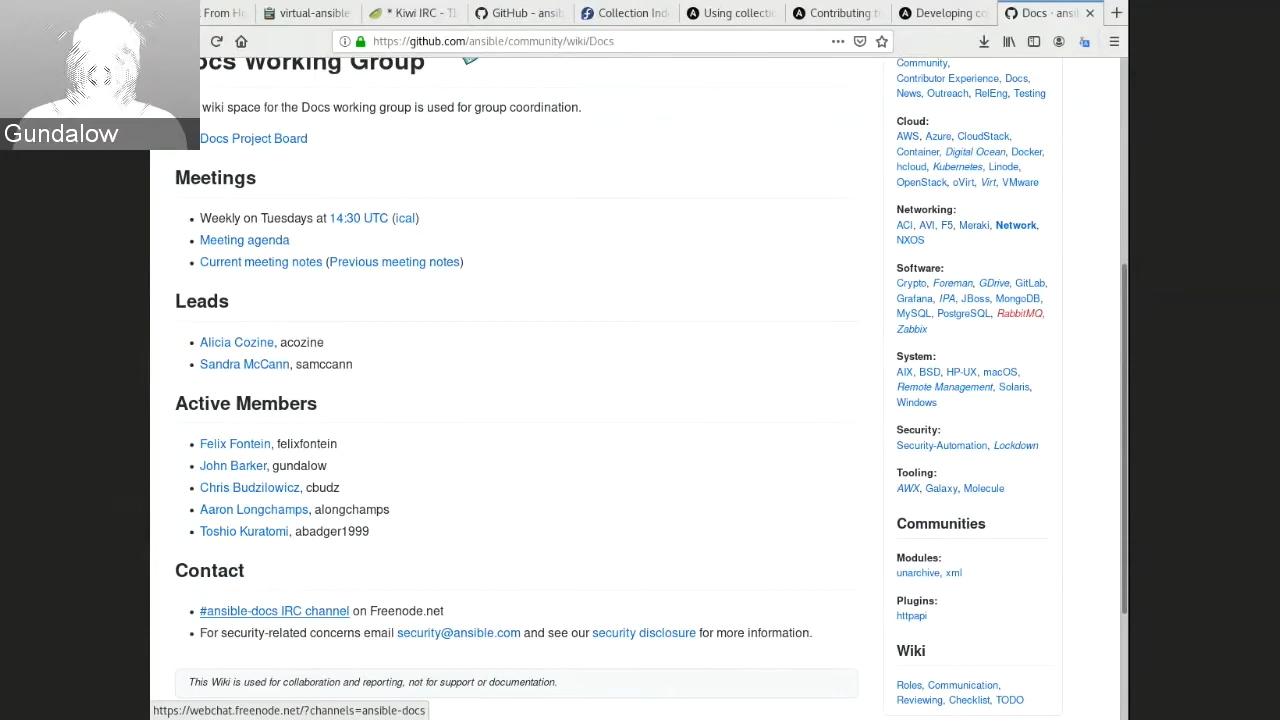 From Ho
virtual-ansible
* Kiwi IRC - T
GitHub - ansib
Collection Ind
Using collectio
Contributing t
Developing co
Docs · ansi
https://github.com/ansible/community/wiki/Docs
Gundalow
ocs Working Group
wiki space for the Docs working group is used for group coordination.
Docs Project Board
Meetings
Weekly on Tuesdays at 14:30 UTC (ical)
Meeting agenda
Current meeting notes (Previous meeting notes)
Leads
Alicia Cozine, acozine
Sandra McCann, samccann
Active Members
Felix Fontein, felixfontein
John Barker, gundalow
Chris Budzilowicz, cbudz
Aaron Longchamps, alongchamps
Toshio Kuratomi, abadger1999
Contact
#ansible-docs IRC channel on Freenode.net
For security-related concerns email security@ansible.com and see our security disclosure for more information.
This Wiki is used for collaboration and reporting, not for support or documentation.
https://webchat.freenode.net/?channels=ansible-docs
Community,
Contributor Experience, Docs,
News, Outreach, RelEng, Testing
Cloud:
AWS, Azure, CloudStack,
Container, Digital Ocean, Docker,
hcloud, Kubernetes, Linode,
OpenStack, oVirt, Virt, VMware
Networking:
ACI, AVI, F5, Meraki, Network,
NXOS
Software:
Crypto, Foreman, GDrive, GitLab,
Grafana, IPA, JBoss, MongoDB,
MySQL, PostgreSQL, RabbitMQ,
Zabbix
System:
AIX, BSD, HP-UX, macOS,
Remote Management, Solaris,
Windows
Security:
Security-Automation, Lockdown
Tooling:
AWX, Galaxy, Molecule
Communities
Modules:
unarchive, xml
Plugins:
httpapi
Wiki
Roles, Communication,
Reviewing, Checklist, TODO